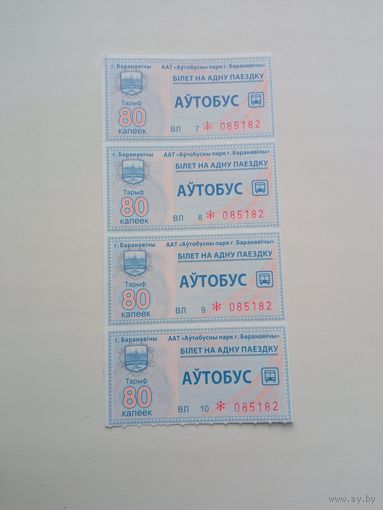 г. Баранавічы ААТ «Аўтобусны парк г. Баранавічы»
БІЛЕТ НА АДНУ ПАЕЗДКУ
Тарыф
80
капеек
АЎТОБУС
ВЛ 7 * 085182
г. Баранавічы ААТ «Аўтобусны парк г. Баранавічы»
БІЛЕТ НА АДНУ ПАЕЗДКУ
Тарыф
80
капеек
АЎТОБУС
ВЛ 8 * 085182
г. Баранавічы ААТ «Аўтобусны парк г. Баранавічы»
БІЛЕТ НА АДНУ ПАЕЗДКУ
Тарыф
80
капеек
АЎТОБУС
ВЛ 9 * 085182
г. Баранавічы ААТ «Аўтобусны парк г. Баранавічы»
БІЛЕТ НА АДНУ ПАЕЗДКУ
Тарыф
80
капеек
АЎТОБУС
ВЛ 10 * 085182
www.ay.by